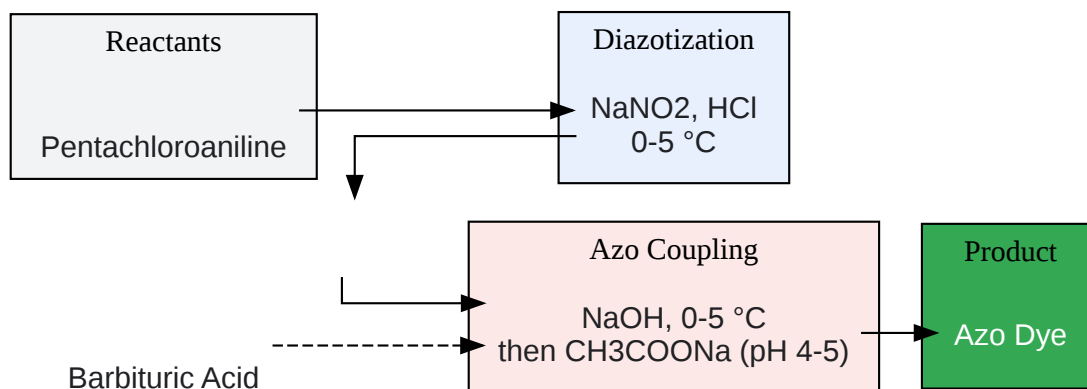 Reactants
Pentachloroaniline
Diazotization
NaNO2, HCl
0-5 °C
Azo Coupling
NaOH, 0-5 °C
then CH3COONa (pH 4-5)
Product
Azo Dye
Barbituric Acid